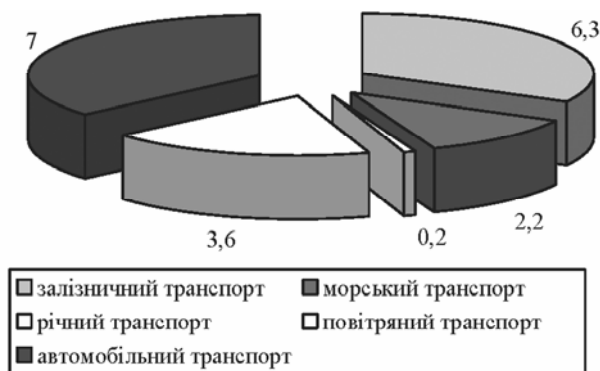 7
6,3
3,6
0,2
2,2
залізничний транспорт
морський транспорт
річний транспорт
повітряний транспорт
автомобільний транспорт